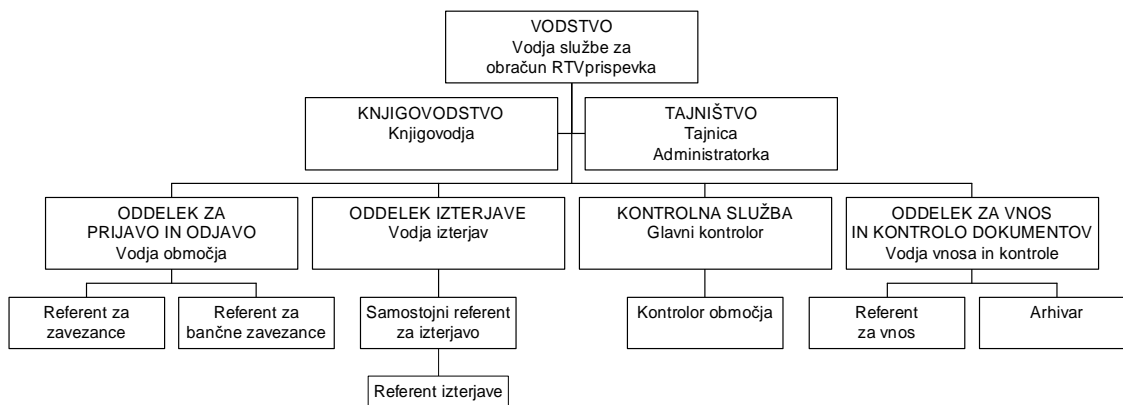 VODSTVO
Vodja službe za
obračun RTVprispevka
KNJIGOVODSTVO
Knjigovodja
TAJNIŠTVO
Tajnica
Administratorka
ODDELEK ZA
PRIJAVO IN ODJAVO
Vodja območja
ODDELEK IZTERJAVE
Vodja izterjav
KONTROLNA SLUŽBA
Glavni kontrolor
ODDELEK ZA VNOS
IN KONTROLO DOKUMENTOV
Vodja vnosa in kontrole
Referent za
zavezance
Referent za
bančne zavezance
Samostojni referent
za izterjavo
Kontrolor območja
Referent
za vnos
Arhivar
Referent izterjave